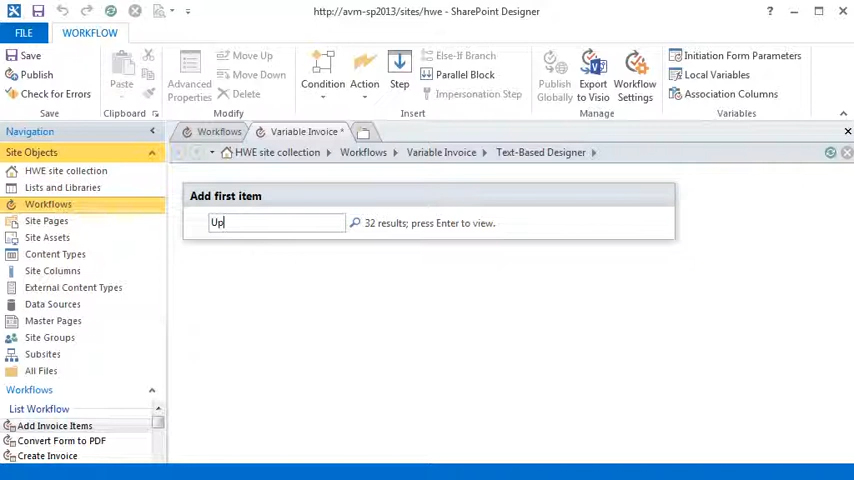 http://avm-sp2013/sites/hwe - SharePoint Designer
?
FILE
WORKFLOW
Save
Publish
Check for Errors
Save
Paste
Clipboard
Advanced Properties
Move Up
Move Down
Delete
Modify
Condition
Action
Step
Else-If Branch
Parallel Block
Impersonation Step
Insert
Publish Globally
Export to Visio
Workflow Settings
Manage
Initiation Form Parameters
Local Variables
Association Columns
Variables
Navigation
Workflows
Variable Invoice *
Site Objects
HWE site collection
Workflows
Variable Invoice
Text-Based Designer
HWE site collection
Lists and Libraries
Workflows
Site Pages
Site Assets
Content Types
Site Columns
External Content Types
Data Sources
Master Pages
Site Groups
Subsites
All Files
Workflows
List Workflow
Add Invoice Items
Convert Form to PDF
Create Invoice
Add first item
Up
32 results; press Enter to view.